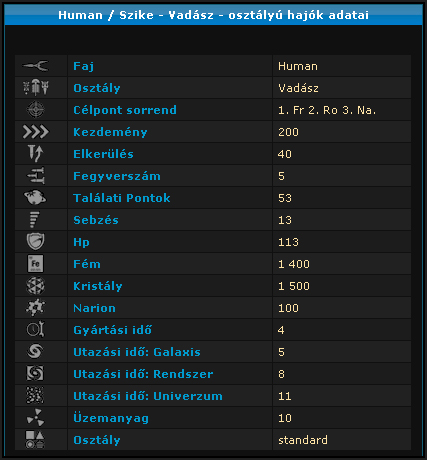 Human / Szike - Vadász - osztályú hajók adatai
Faj Human
Osztály Vadász
Célpont sorrend 1. Fr 2. Ro 3. Na.
Kezdemény 200
Elkerülés 40
Fegyverszám 5
Találati Pontok 53
Sebzés 13
Hp 113
Fe
Fém 1 400
Kristály 1 500
Narion 100
Gyártási idő 4
Utazási idő: Galaxis 5
Utazási idő: Rendszer 8
Utazási idő: Univerzum 11
Üzemanyag 10
Osztály standard